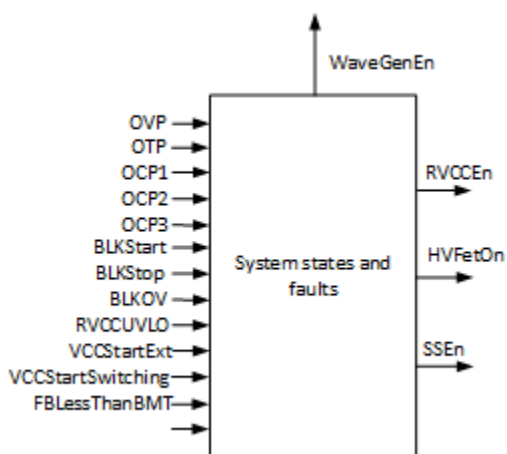 WaveGenEn
OVP
OTP
OCP1
OCP2
OCP3
BLKStart
BLKStop
BLKOV
RVCCUVLO
VCCStartExt
VCCStartSwitching
FBLessThanBMT
System states and
faults
RVCCEn
HVFetOn
SSEn